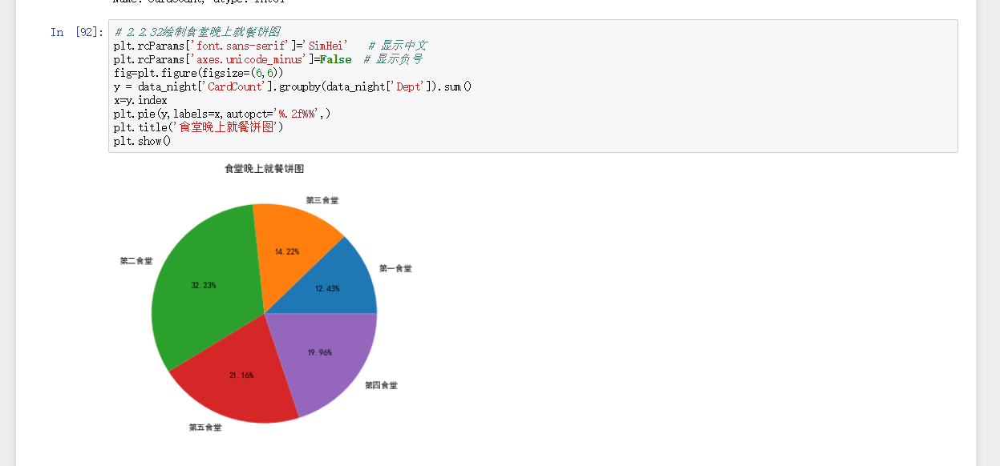 Name: CardCount, dtype: int64
In [92]:
# 2.2.32绘制食堂晚上就餐饼图
plt.rcParams['font.sans-serif']='SimHei'   # 显示中文
plt.rcParams['axes.unicode_minus']=False  # 显示负号
fig=plt.figure(figsize=(6,6))
y = data_night['CardCount'].groupby(data_night['Dept']).sum()
x=y.index
plt.pie(y,labels=x,autopct='%.2f%%',)
plt.title('食堂晚上就餐饼图')
plt.show()
食堂晚上就餐饼图
第三食堂
14.22%
第二食堂
第一食堂
32.23%
12.43%
19.96%
21.16%
第四食堂
第五食堂